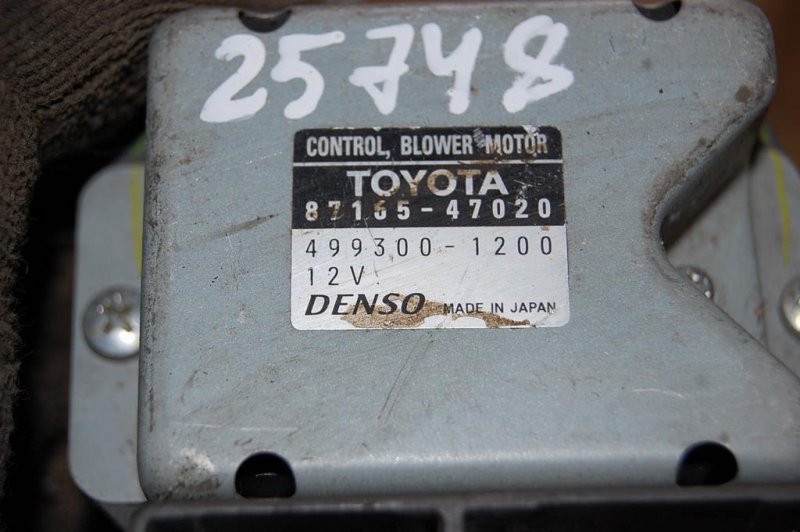 25748
CONTROL, BLOWER MOTOR
TOYOTA
87165-47020
499300-1200
12V
DENSO MADE IN JAPAN